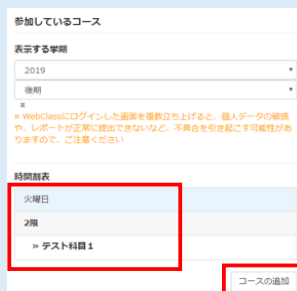 参加しているコース
表示する学期
2019
後期
»
» WebClassにログインした画面を複数立ち上げると、個人データの破損
や、レポートが正常に提出できないなど、不具合を引き起こす可能性があ
りますので、ご注意ください
時間割表
火曜日
2限
» テスト科目１
コースの追加